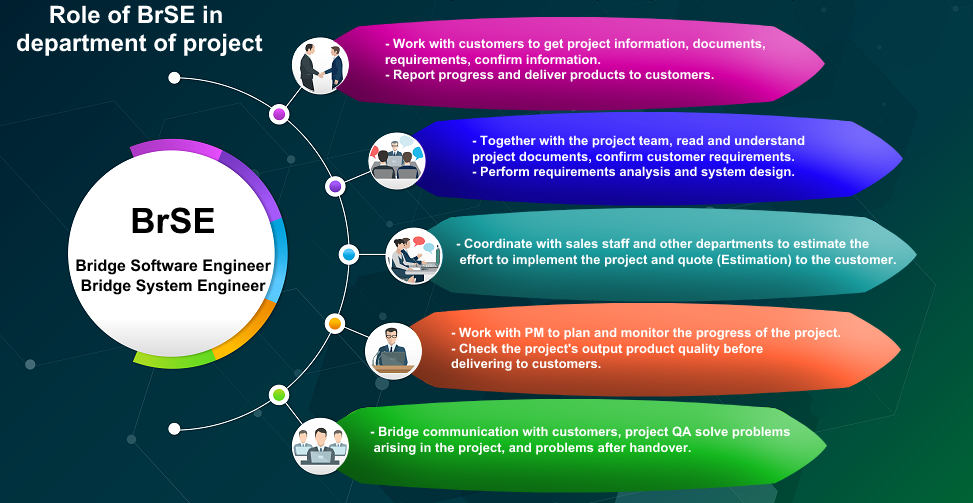 Role of BrSE in
department of project
- Work with customers to get project information, documents,
requirements, confirm information.
- Report progress and deliver products to customers.
- Together with the project team, read and understand
project documents, confirm customer requirements.
- Perform requirements analysis and system design.
BrSE
Bridge Software Engineer
Bridge System Engineer
- Coordinate with sales staff and other departments to estimate the
effort to implement the project and quote (Estimation) to the customer.
- Work with PM to plan and monitor the progress of the project.
- Check the project's output product quality before
delivering to customers.
- Bridge communication with customers, project QA solve problems
arising in the project, and problems after handover.